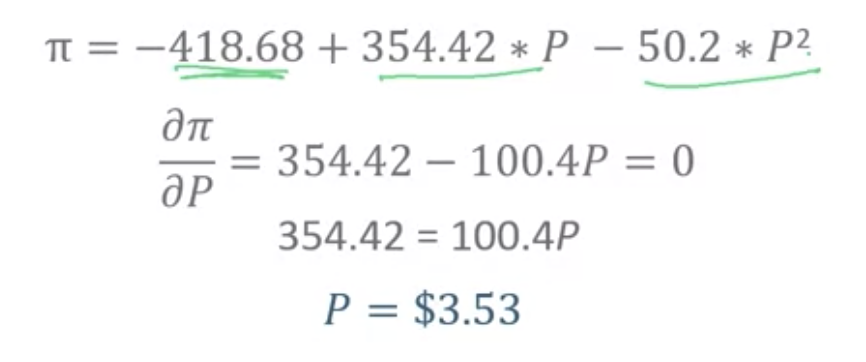 π = −418.68 + 354.42 ∗ P − 50.2 ∗ P²
∂π
∂P
= 354.42 − 100.4P = 0
354.42 = 100.4P
P = $3.53